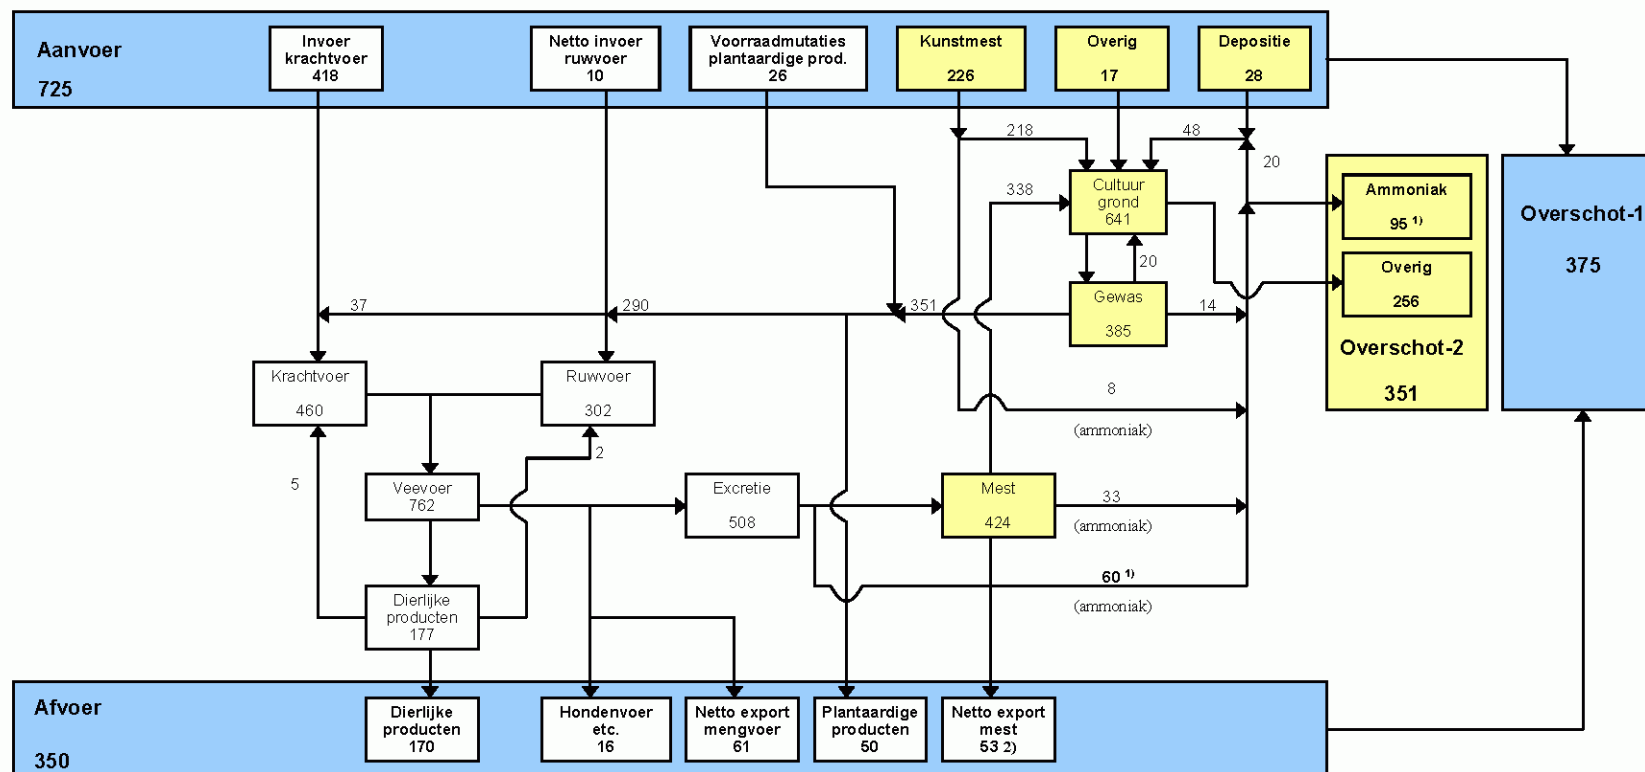 Aanvoer
725
Invoer
krachtvoer
418
Netto invoer
ruwvoer
10
Voorraadmutaties
plantaardige prod.
26
Kunstmest
226
Overig
17
Depositie
28
218
48
20
338
Cultuur
grond
641
20
Ammoniak
95 1)
Overig
256
Overschot-2
351
Overschot-1
375
37
290
351
Gewas
385
14
Krachtvoer
460
Ruwvoer
302
8
(ammoniak)
5
2
Veevoer
762
Excretie
508
Mest
424
33
(ammoniak)
60 1)
(ammoniak)
Dierlijke
producten
177
Afvoer
350
Dierlijke
producten
170
Hondenvoer
etc.
16
Netto export
mengvoer
61
Plantaardige
producten
50
Netto export
mest
53 2)